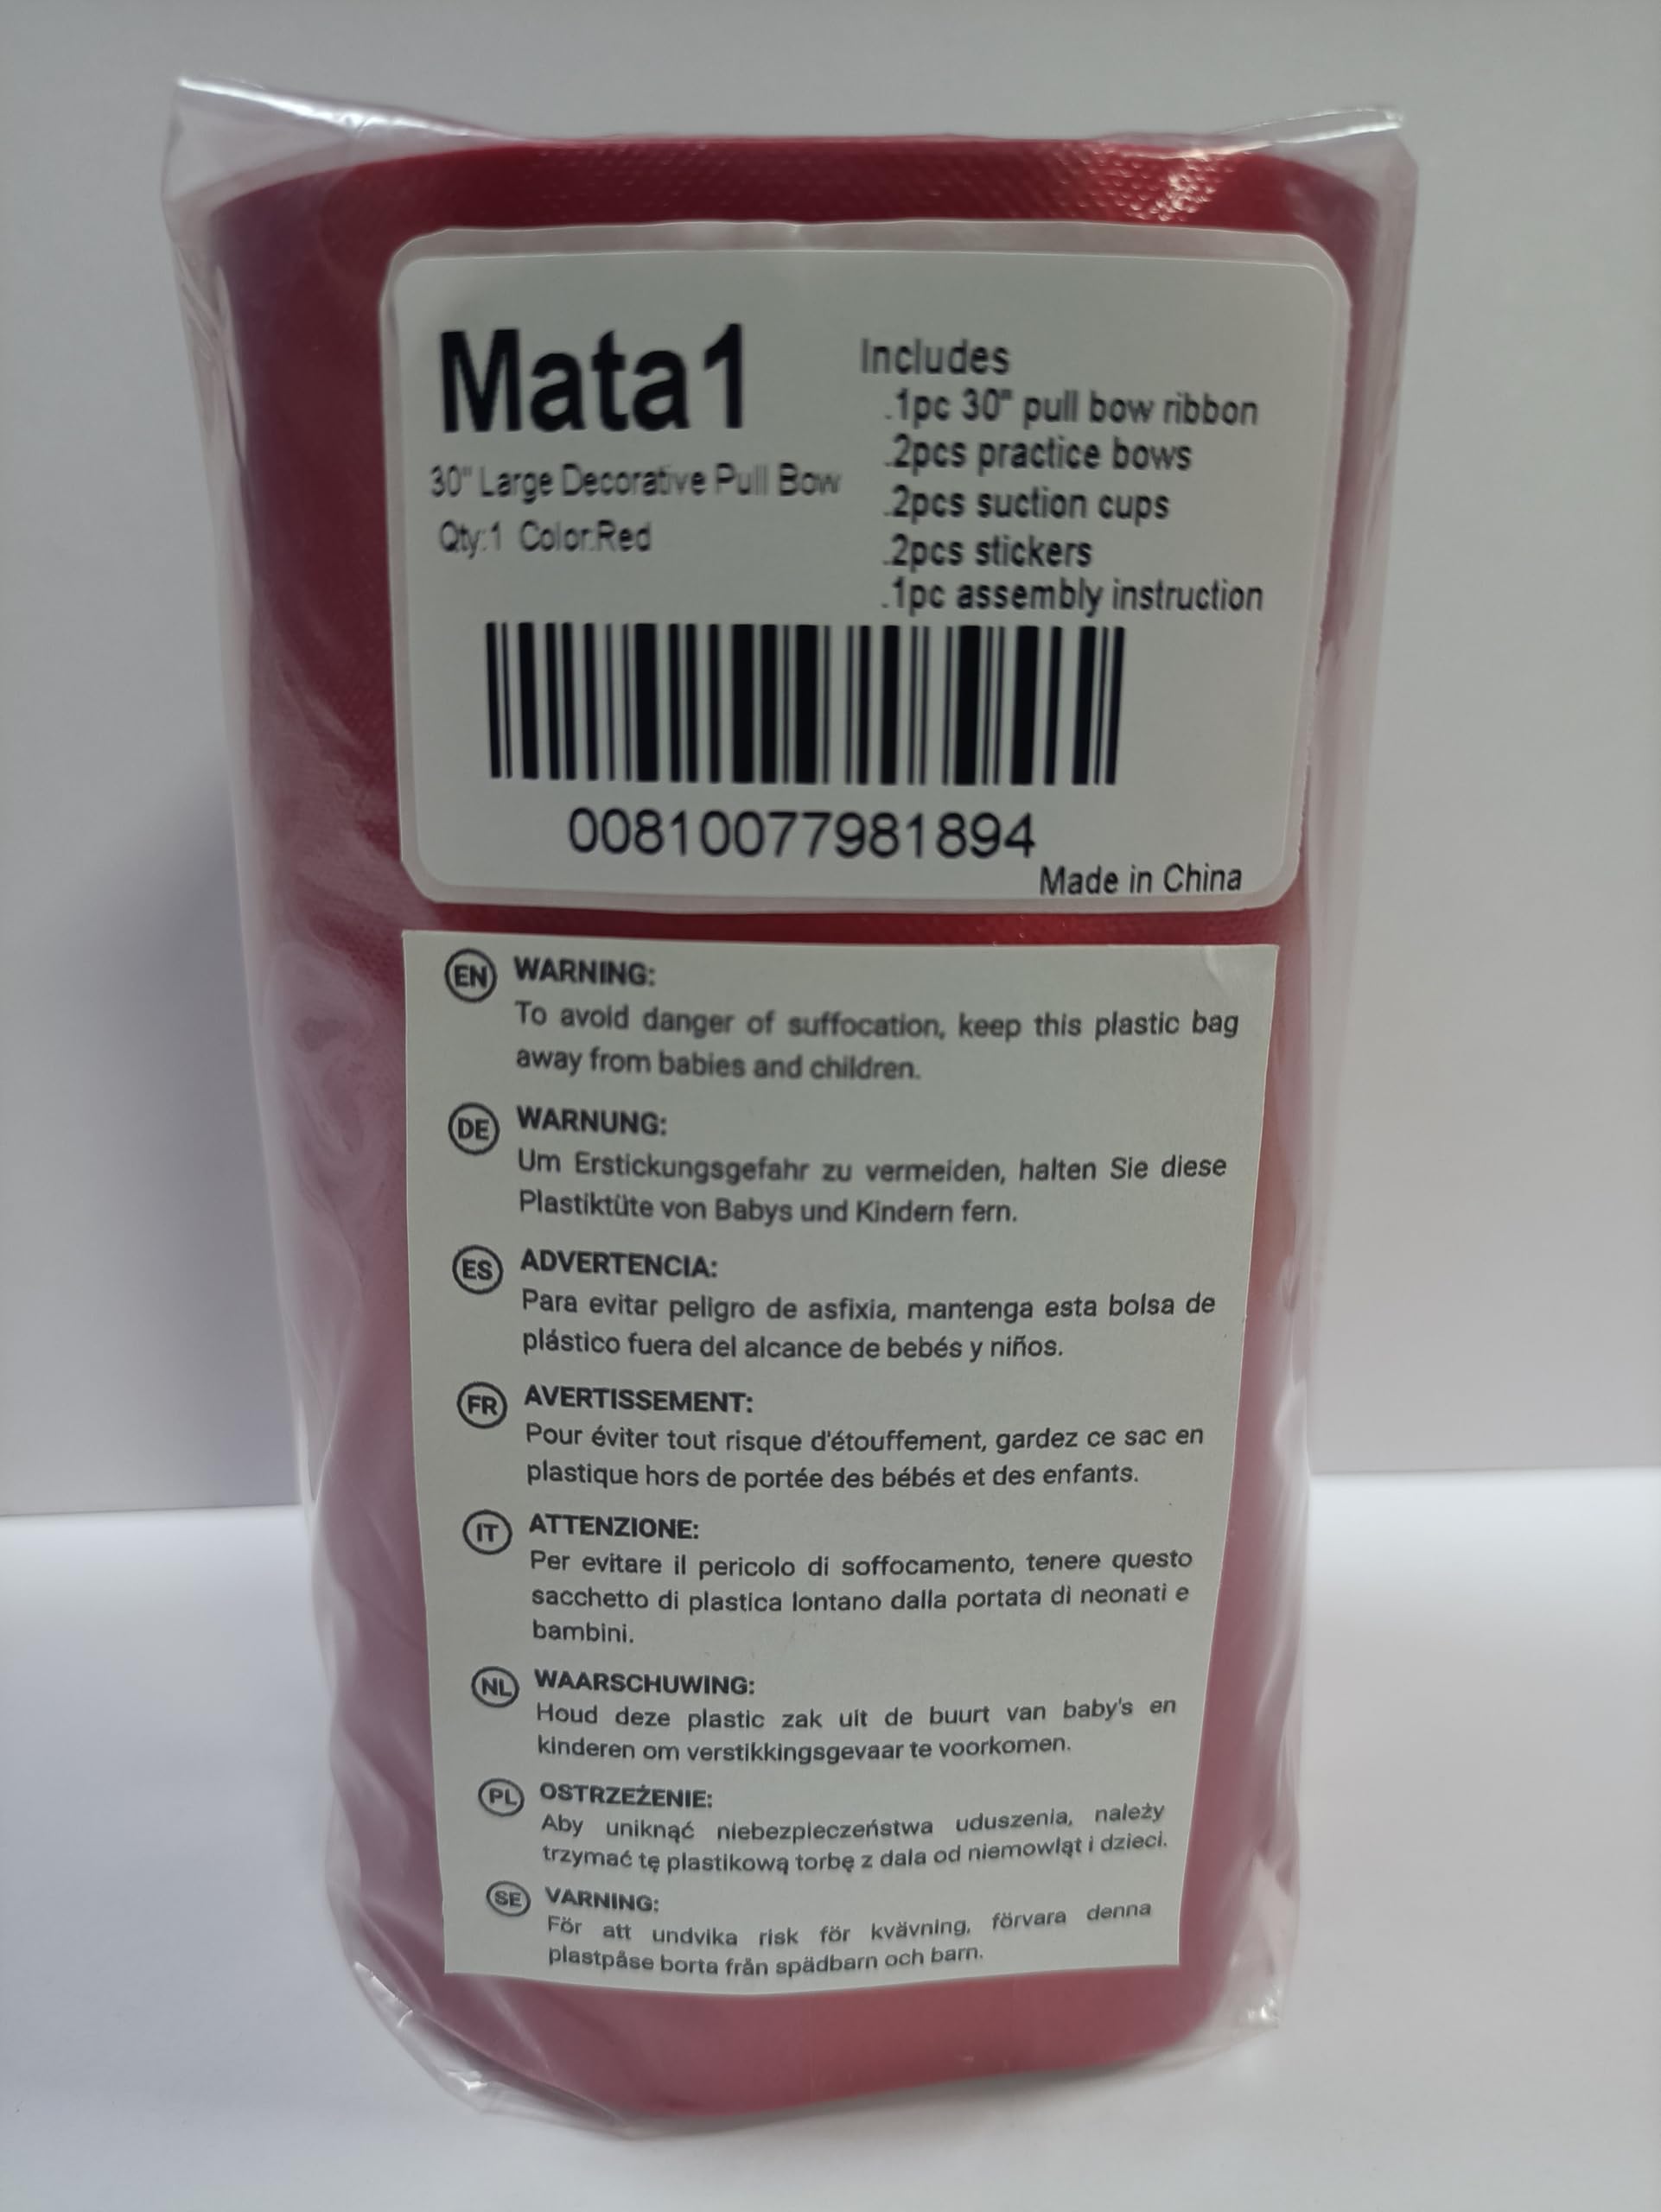 Mata1
30" Large Decorative Pull Bow
Qty:1 Color:Red
Includes
.1pc 30" pull bow ribbon
.2pcs practice bows
.2pcs suction cups
.2pcs stickers
.1pc assembly instruction
00810077981894
Made in China
EN WARNING:
To avoid danger of suffocation, keep this plastic bag
away from babies and children.
DE WARNUNG:
Um Erstickungsgefahr zu vermeiden, halten Sie diese
Plastiktüte von Babys und Kindern fern.
ES ADVERTENCIA:
Para evitar peligro de asfixia, mantenga esta bolsa de
plástico fuera del alcance de bebés y niños.
FR AVERTISSEMENT:
Pour éviter tout risque d'étouffement, gardez ce sac en
plastique hors de portée des bébés et des enfants.
IT ATTENZIONE:
Per evitare il pericolo di soffocamento, tenere questo
sacchetto di plastica lontano dalla portata di neonati e
bambini.
NL WAARSCHUWING:
Houd deze plastic zak uit de buurt van baby's en
kinderen om verstikkingsgevaar te voorkomen.
PL OSTRZEŻENIE:
Aby uniknąć niebezpieczeństwa uduszenia, należy
trzymać tę plastikową torbę z dala od niemowląt i dzieci.
SE VARNING:
För att undvika risk för kvävning, förvara denna
plastpåse borta från spädbarn och barn.